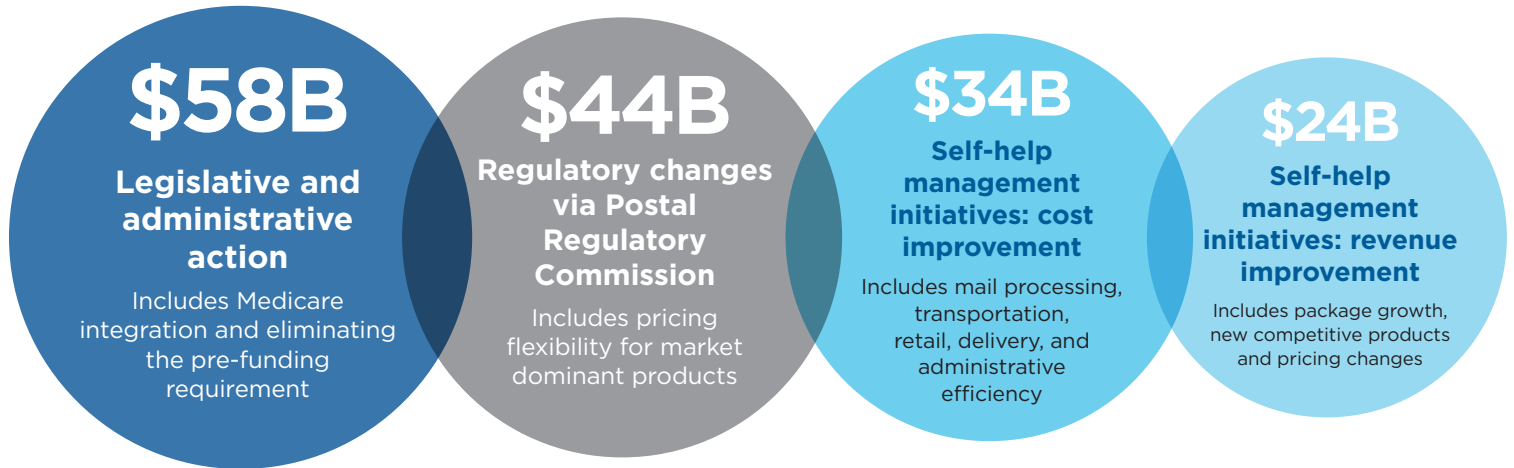 $58B
Legislative and
administrative
action
Includes Medicare
integration and eliminating
the pre-funding
requirement
$44B
Regulatory changes
via Postal
Regulatory
Commission
Includes pricing
flexibility for market
dominant products
$34B
Self-help
management
initiatives: cost
improvement
Includes mail processing,
transportation,
retail, delivery, and
administrative
efficiency
$24B
Self-help
management
initiatives: revenue
improvement
Includes package growth,
new competitive products
and pricing changes